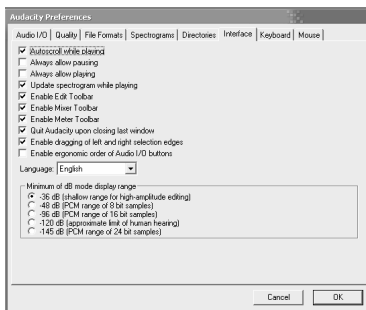 Audacity Preferences
Audio I/O Quality File Formats Spectrograms Directories Interface Keyboard Mouse
Autoscroll while playing
Always allow pausing
Always allow playing
Update spectrogram while playing
Enable Edit Toolbar
Enable Mixer Toolbar
Enable Meter Toolbar
Quit Audacity upon closing last window
Enable dragging of left and right selection edges
Enable ergonomic order of Audio I/O buttons
Language: English
Minimum of dB mode display range
-36 dB (shallow range for high-amplitude editing)
-48 dB (PCM range of 8 bit samples)
-96 dB (PCM range of 16 bit samples)
-120 dB (approximate limit of human hearing)
-145 dB (PCM range of 24 bit samples)
Cancel OK